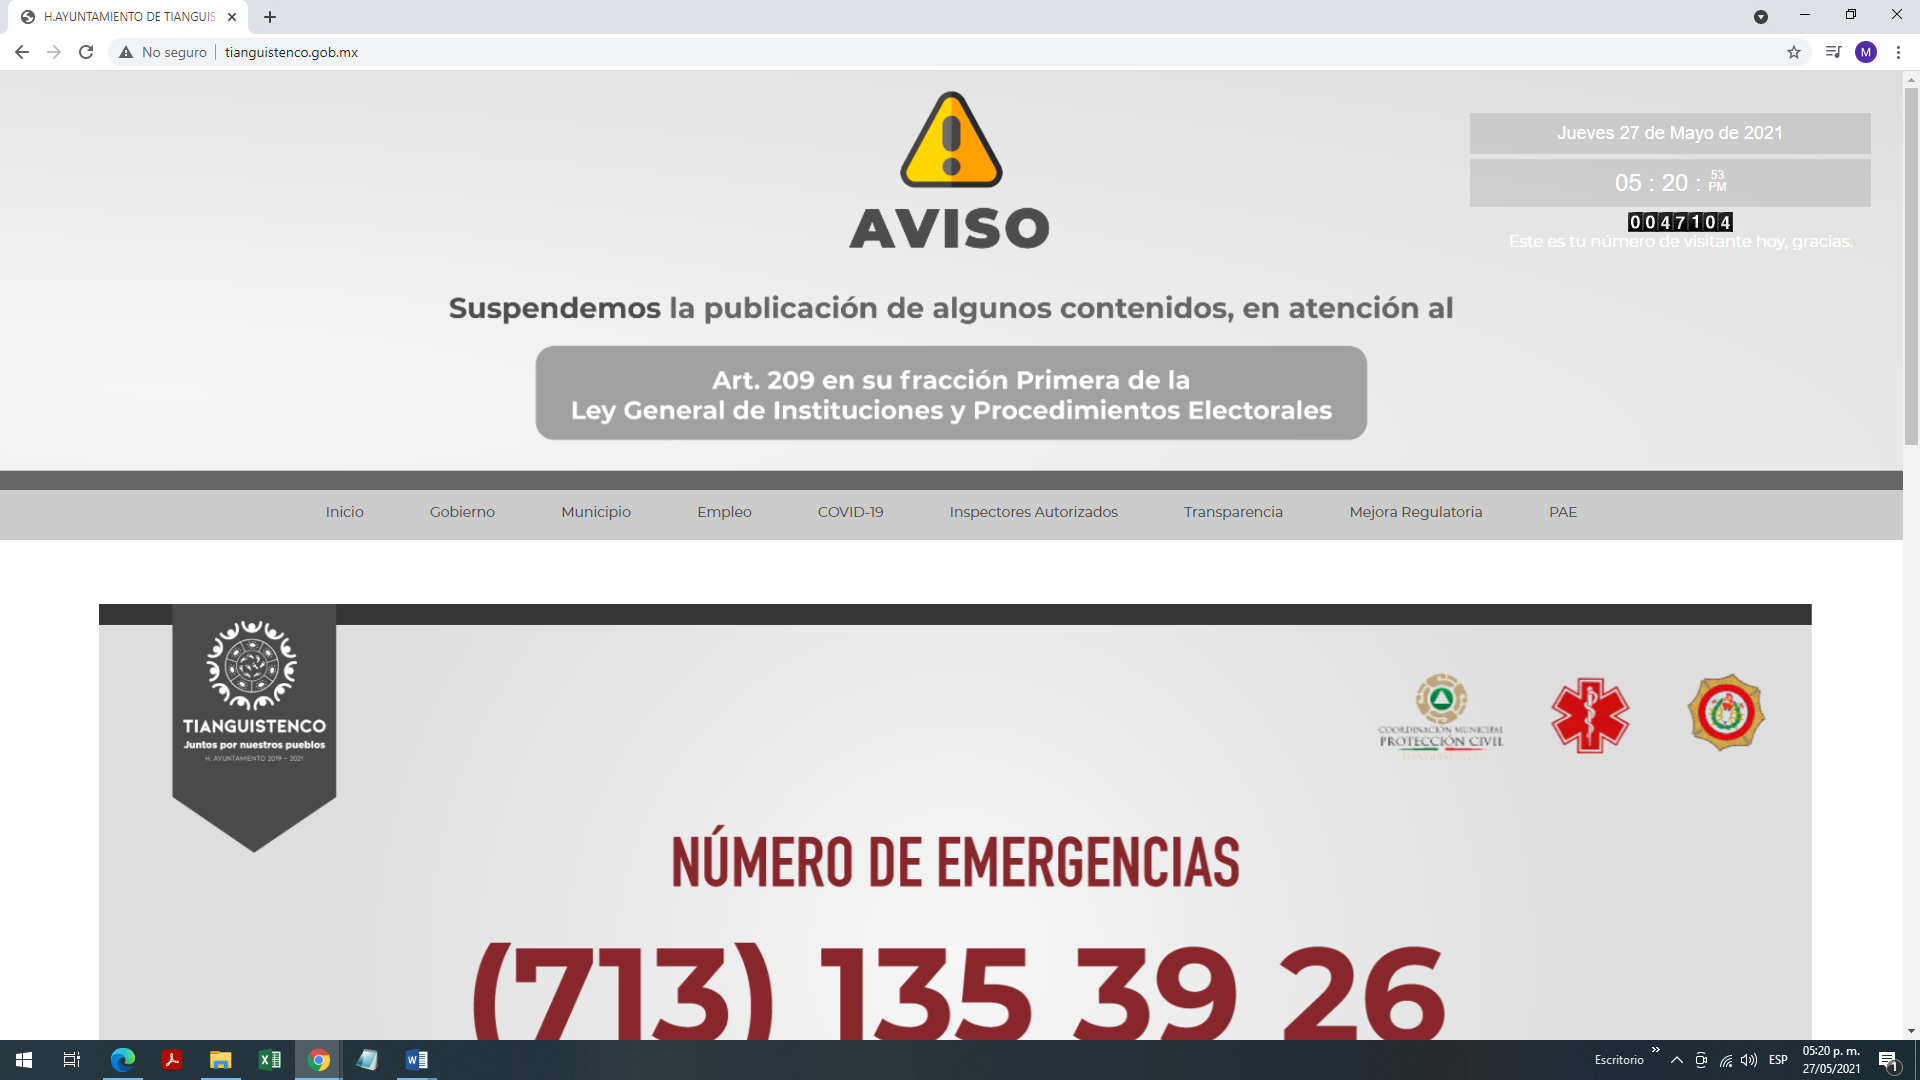 H.AYUNTAMIENTO DE TIANGUIS
No seguro
tianguistenco.gob.mx
M
AVISO
Jueves 27 de Mayo de 2021
05 : 20 : 53 PM
0047104
Este es tu número de visitante hoy, gracias.
Suspendemos la publicación de algunos contenidos, en atención al
Art. 209 en su fracción Primera de la
Ley General de Instituciones y Procedimientos Electorales
Inicio Gobierno Municipio Empleo COVID-19 Inspectores Autorizados Transparencia Mejora Regulatoria PAE
TIANGUISTENCO
Juntos por nuestros pueblos
H. AYUNTAMIENTO 2019 - 2021
COORDINACIÓN MUNICIPAL
PROTECCIÓN CIVIL
NÚMERO DE EMERGENCIAS
(713) 135 39 26
Escritorio
ESP
05:20 p. m.
27/05/2021
1